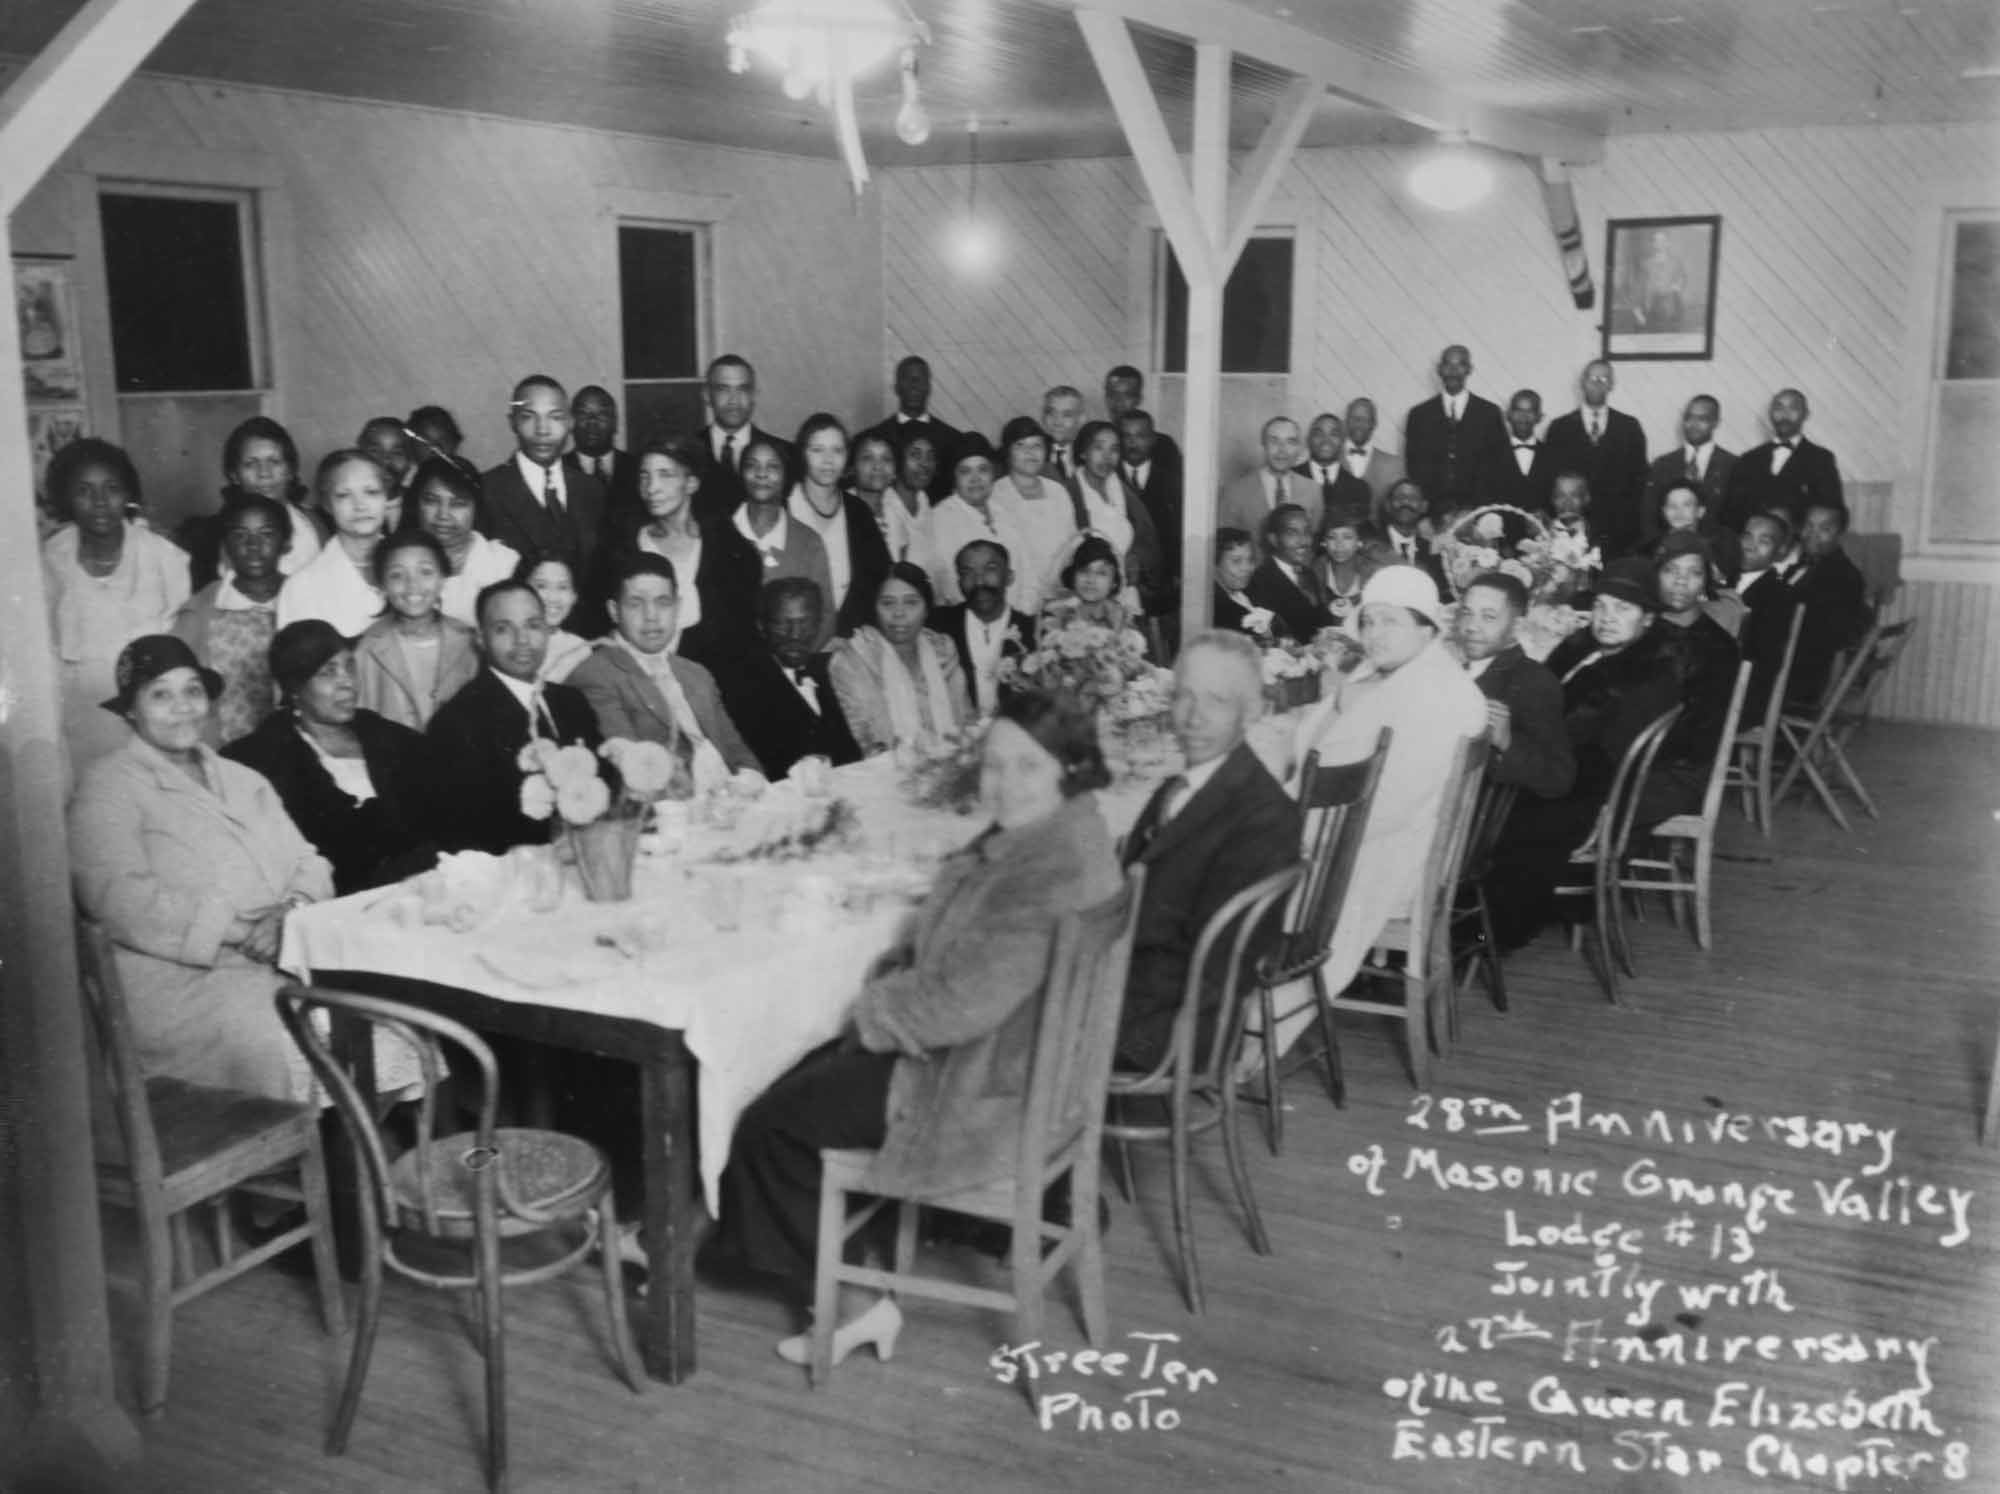 28TH Anniversary
of Masonic Grange Valley
Lodge # 13
Jointly with
27th Anniversary
of the Queen Elizebeth
Eastern Star Chapter 8
StreeTer
Photo